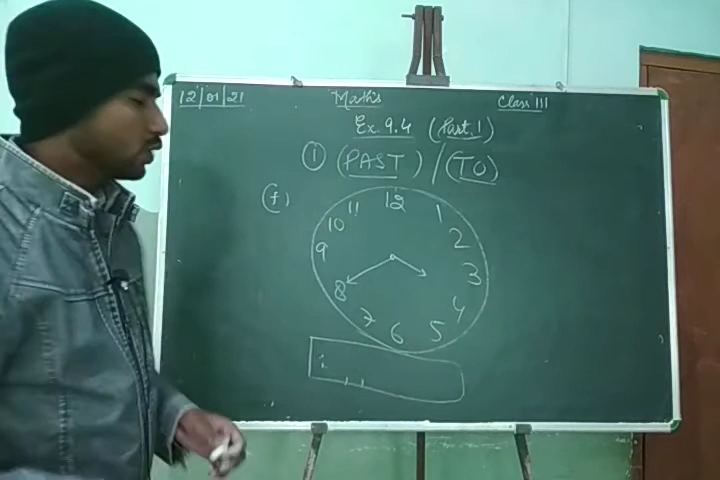 12/01/21 Maths Class III
Ex. 9.4 (Part. 1)
① (PAST) / (TO)
(f)
12
11 1
10 2
9 3
8 4
7 5
6